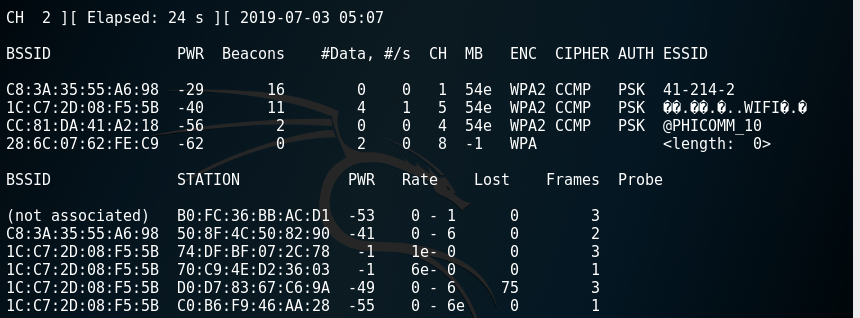 CH  2 ][ Elapsed: 24 s ][ 2019-07-03 05:07
BSSID              PWR  Beacons    #Data, #/s  CH  MB   ENC  CIPHER AUTH ESSID
C8:3A:35:55:A6:98  -29       16        0    0   1  54e  WPA2 CCMP   PSK  41-214-2
1C:C7:2D:08:F5:5B  -40       11        4    1   5  54e  WPA2 CCMP   PSK  ��.��.�..WIFI�.�
CC:81:DA:41:A2:18  -56        2        0    0   4  54e  WPA2 CCMP   PSK  @PHICOMM_10
28:6C:07:62:FE:C9  -62        0        2    0   8  -1   WPA              <length:  0>
BSSID              STATION            PWR   Rate    Lost    Frames  Probe
(not associated)   B0:FC:36:BB:AC:D1  -53    0 - 1      0        3
C8:3A:35:55:A6:98  50:8F:4C:50:82:90  -41    0 - 6      0        2
1C:C7:2D:08:F5:5B  74:DF:BF:07:2C:78   -1    1e- 0      0        3
1C:C7:2D:08:F5:5B  70:C9:4E:D2:36:03   -1    6e- 0      0        1
1C:C7:2D:08:F5:5B  D0:D7:83:67:C6:9A  -49    0 - 6     75        3
1C:C7:2D:08:F5:5B  C0:B6:F9:46:AA:28  -55    0 - 6e     0        1